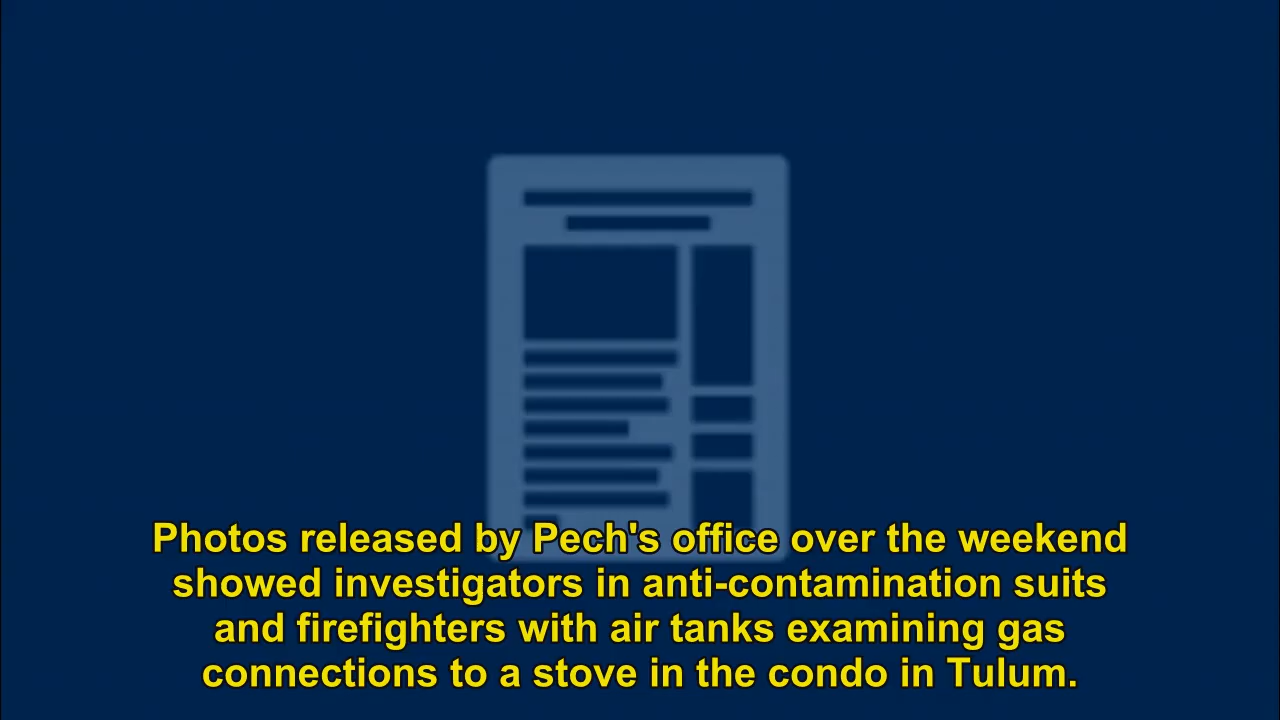 Photos released by Pech's office over the weekend
showed investigators in anti-contamination suits
and firefighters with air tanks examining gas
connections to a stove in the condo in Tulum.